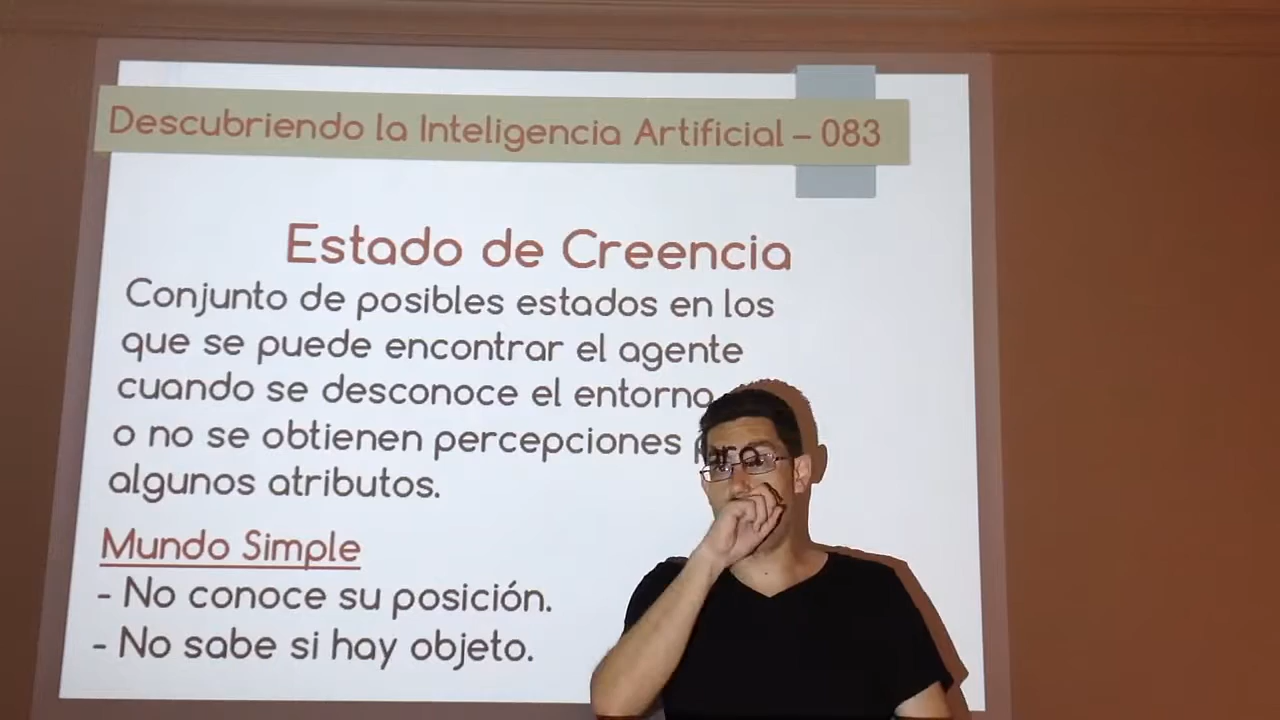 Descubriendo la Inteligencia Artificial – 083
Estado de Creencia
Conjunto de posibles estados en los
que se puede encontrar el agente
cuando se desconoce el entorno
o no se obtienen percepciones
algunos atributos.
Mundo Simple
- No conoce su posición.
- No sabe si hay objeto.